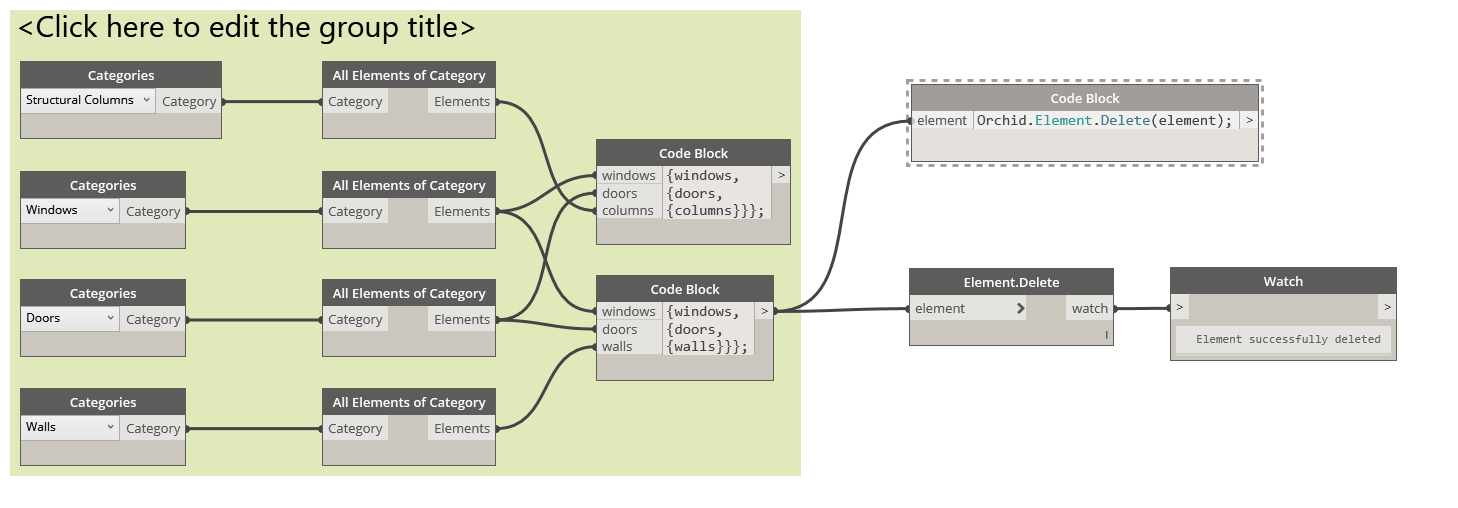 <Click here to edit the group title>
Categories
Structural Columns
Category
All Elements of Category
Category
Elements
Categories
Windows
Category
All Elements of Category
Category
Elements
Categories
Doors
Category
All Elements of Category
Category
Elements
Categories
Walls
Category
All Elements of Category
Category
Elements
Code Block
windows {windows, >
doors {doors,
columns {columns}}};
Code Block
windows {windows, >
doors {doors,
walls {walls}}};
Code Block
element Orchid.Element.Delete(element); >
Element.Delete
element > watch
l
Watch
> >
Element successfully deleted